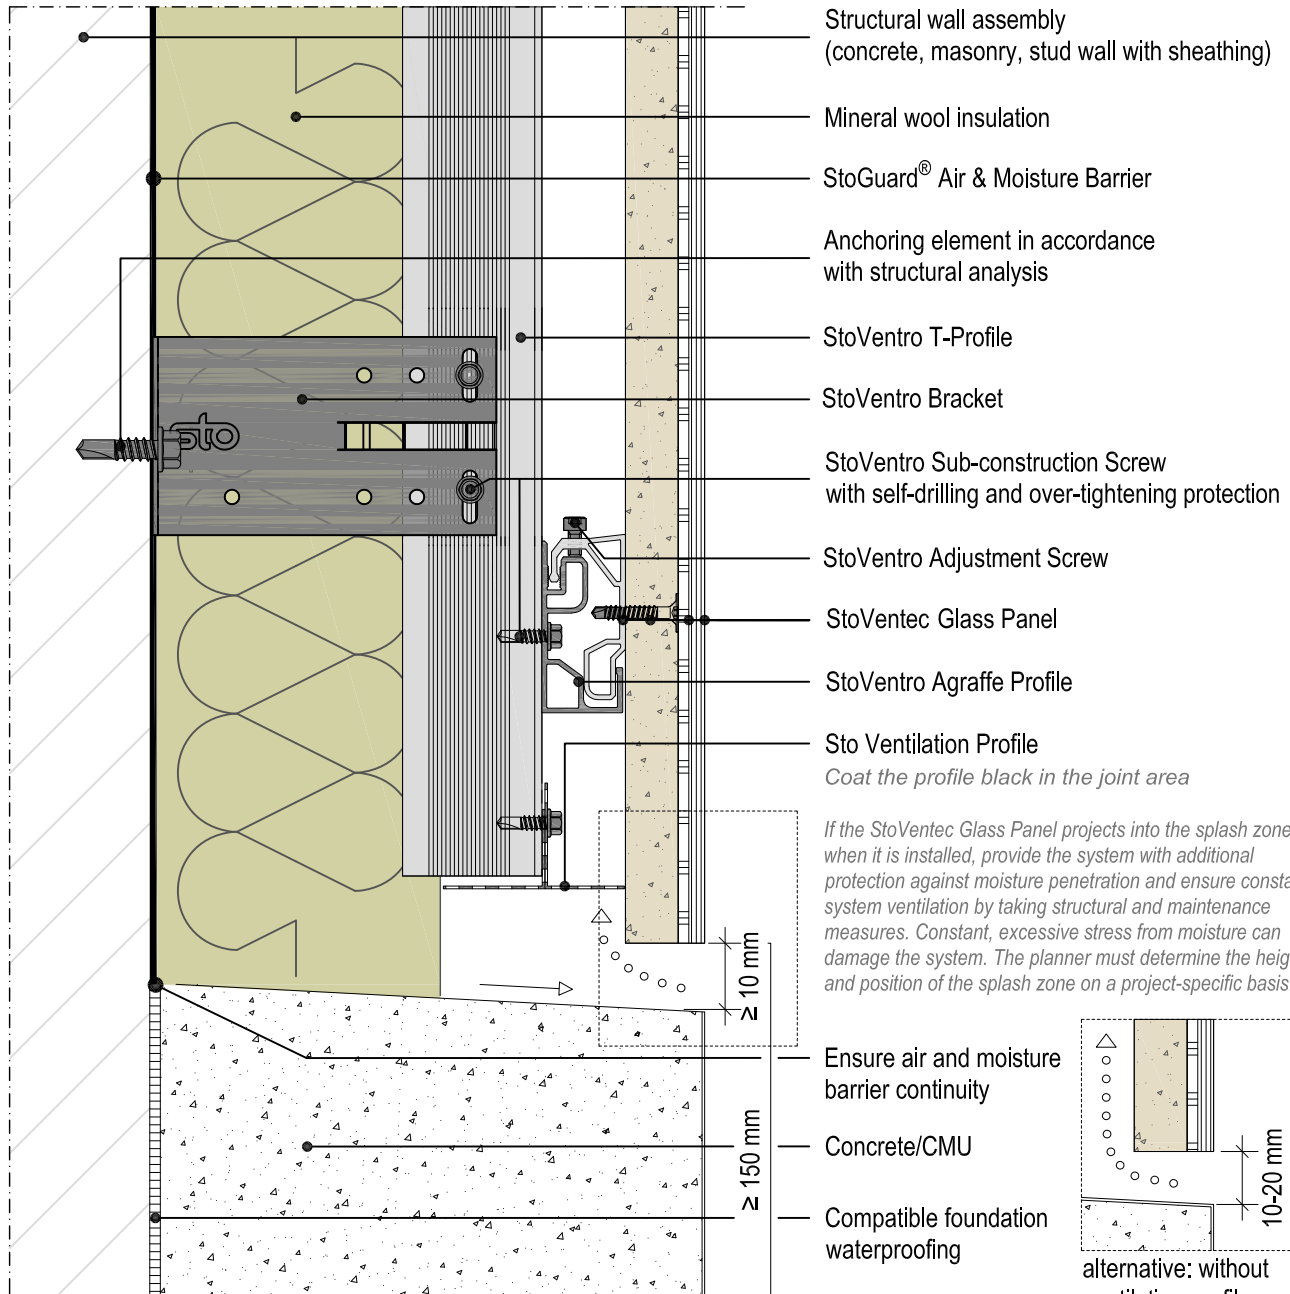 Structural wall assembly
(concrete, masonry, stud wall with sheathing)
Mineral wool insulation
StoGuard® Air & Moisture Barrier
Anchoring element in accordance
with structural analysis
StoVentro T-Profile
StoVentro Bracket
sto
StoVentro Sub-construction Screw
with self-drilling and over-tightening protection
StoVentro Adjustment Screw
StoVentec Glass Panel
StoVentro Agraffe Profile
Sto Ventilation Profile
Coat the profile black in the joint area
If the StoVentec Glass Panel projects into the splash zone
when it is installed, provide the system with additional
protection against moisture penetration and ensure
system ventilation by taking structural and maintenance
measures. Constant, excessive stress from moisture can
damage the system. The planner must determine the
and position of the splash zone on a project-specific basis
≥ 10 mm
Ensure air and moisture
barrier continuity
Concrete/CMU
≥ 150 mm
Compatible foundation
waterproofing
10-20 mm
alternative: without